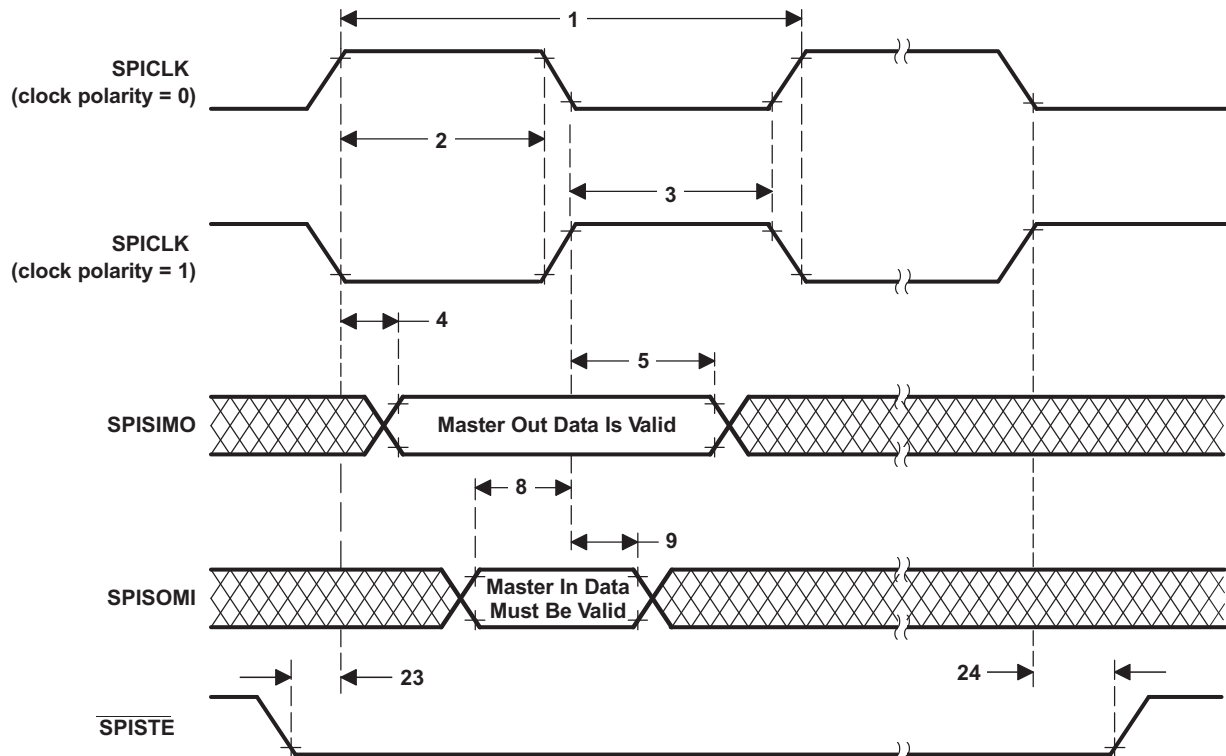 1
SPICLK
(clock polarity = 0)
2
3
SPICLK
(clock polarity = 1)
4
5
SPISIMO
Master Out Data Is Valid
8
9
SPISOMI
Master In Data
Must Be Valid
23
24
SPISTE